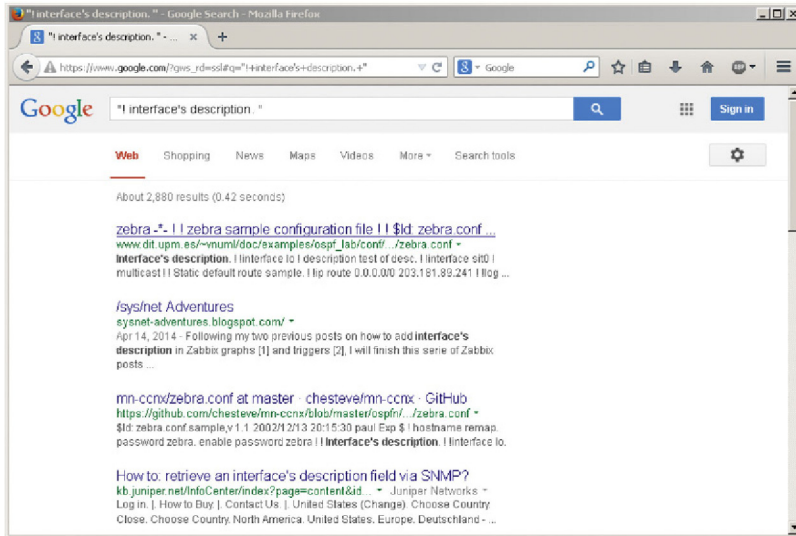 "! interface's description. " - Google Search - Mozilla Firefox
"! interface's description. " - ... × +
https://www.google.com/?gws_rd=ssl#q="!+interface's+description.+"
Google
Google "! interface's description. " Sign in
Web Shopping News Maps Videos More Search tools
About 2,880 results (0.42 seconds)
zebra -*- ! ! zebra sample configuration file ! ! $Id: zebra.conf ...
www.dit.upm.es/~vnuml/doc/examples/ospf_lab/conf/.../zebra.conf
Interface's description. ! !interface lo ! description test of desc. ! !interface sit0 !
multicast ! ! Static default route sample. ! !ip route 0.0.0.0/0 203.181.89.241 ! !log ...
/sys/net Adventures
sysnet-adventures.blogspot.com/
Apr 14, 2014 - Following my two previous posts on how to add interface's
description in Zabbix graphs [1] and triggers [2], I will finish this serie of Zabbix
posts ...
mn-ccnx/zebra.conf at master · chesteve/mn-ccnx · GitHub
https://github.com/chesteve/mn-ccnx/blob/master/ospfn/.../zebra.conf
$Id: zebra.conf.sample,v 1.1 2002/12/13 20:15:30 paul Exp $ ! hostname remap.
password zebra. enable password zebra ! ! Interface's description. ! !interface lo.
How to: retrieve an interface's description field via SNMP?
kb.juniper.net/InfoCenter/index?page=content&id... Juniper Networks
Log in. |. How to Buy. |. Contact Us. |. United States (Change). Choose Country.
Close. Choose Country. North America. United States. Europe. Deutschland - ...